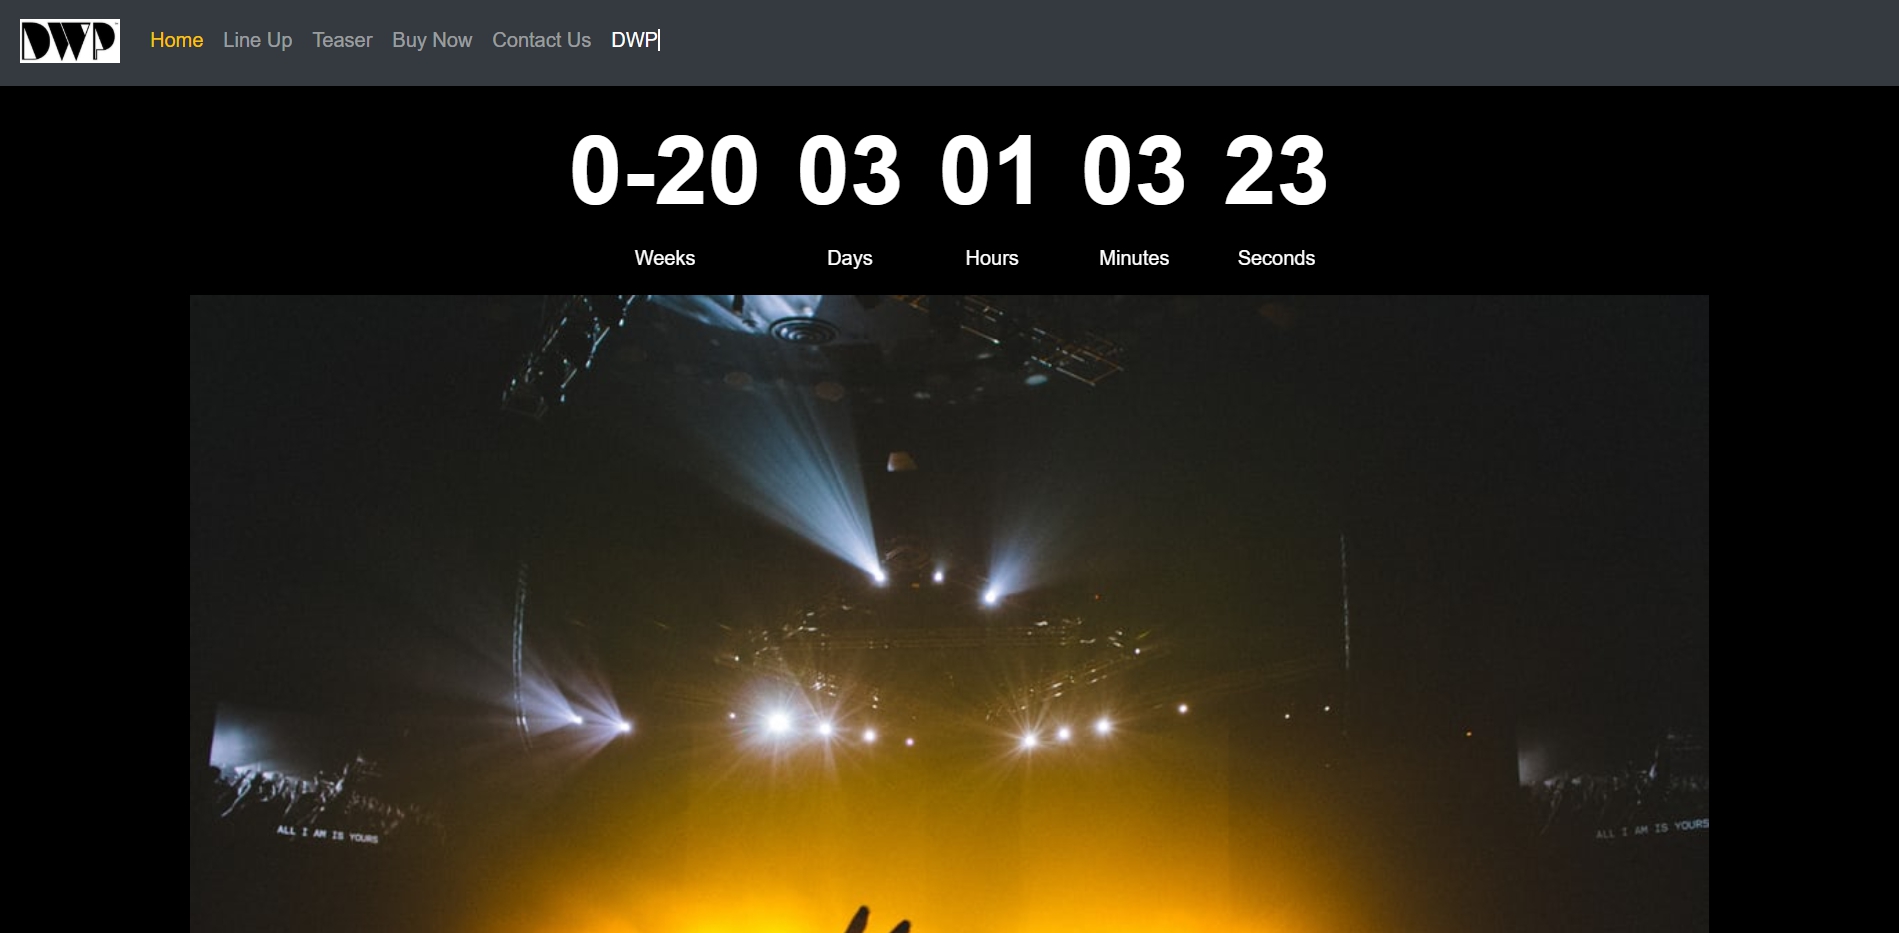 DWP Home Line Up Teaser Buy Now Contact Us DWP
0-20 03 01 03 23
Weeks Days Hours Minutes Seconds
ALL I AM IS YOURS ALL I AM IS YOURS